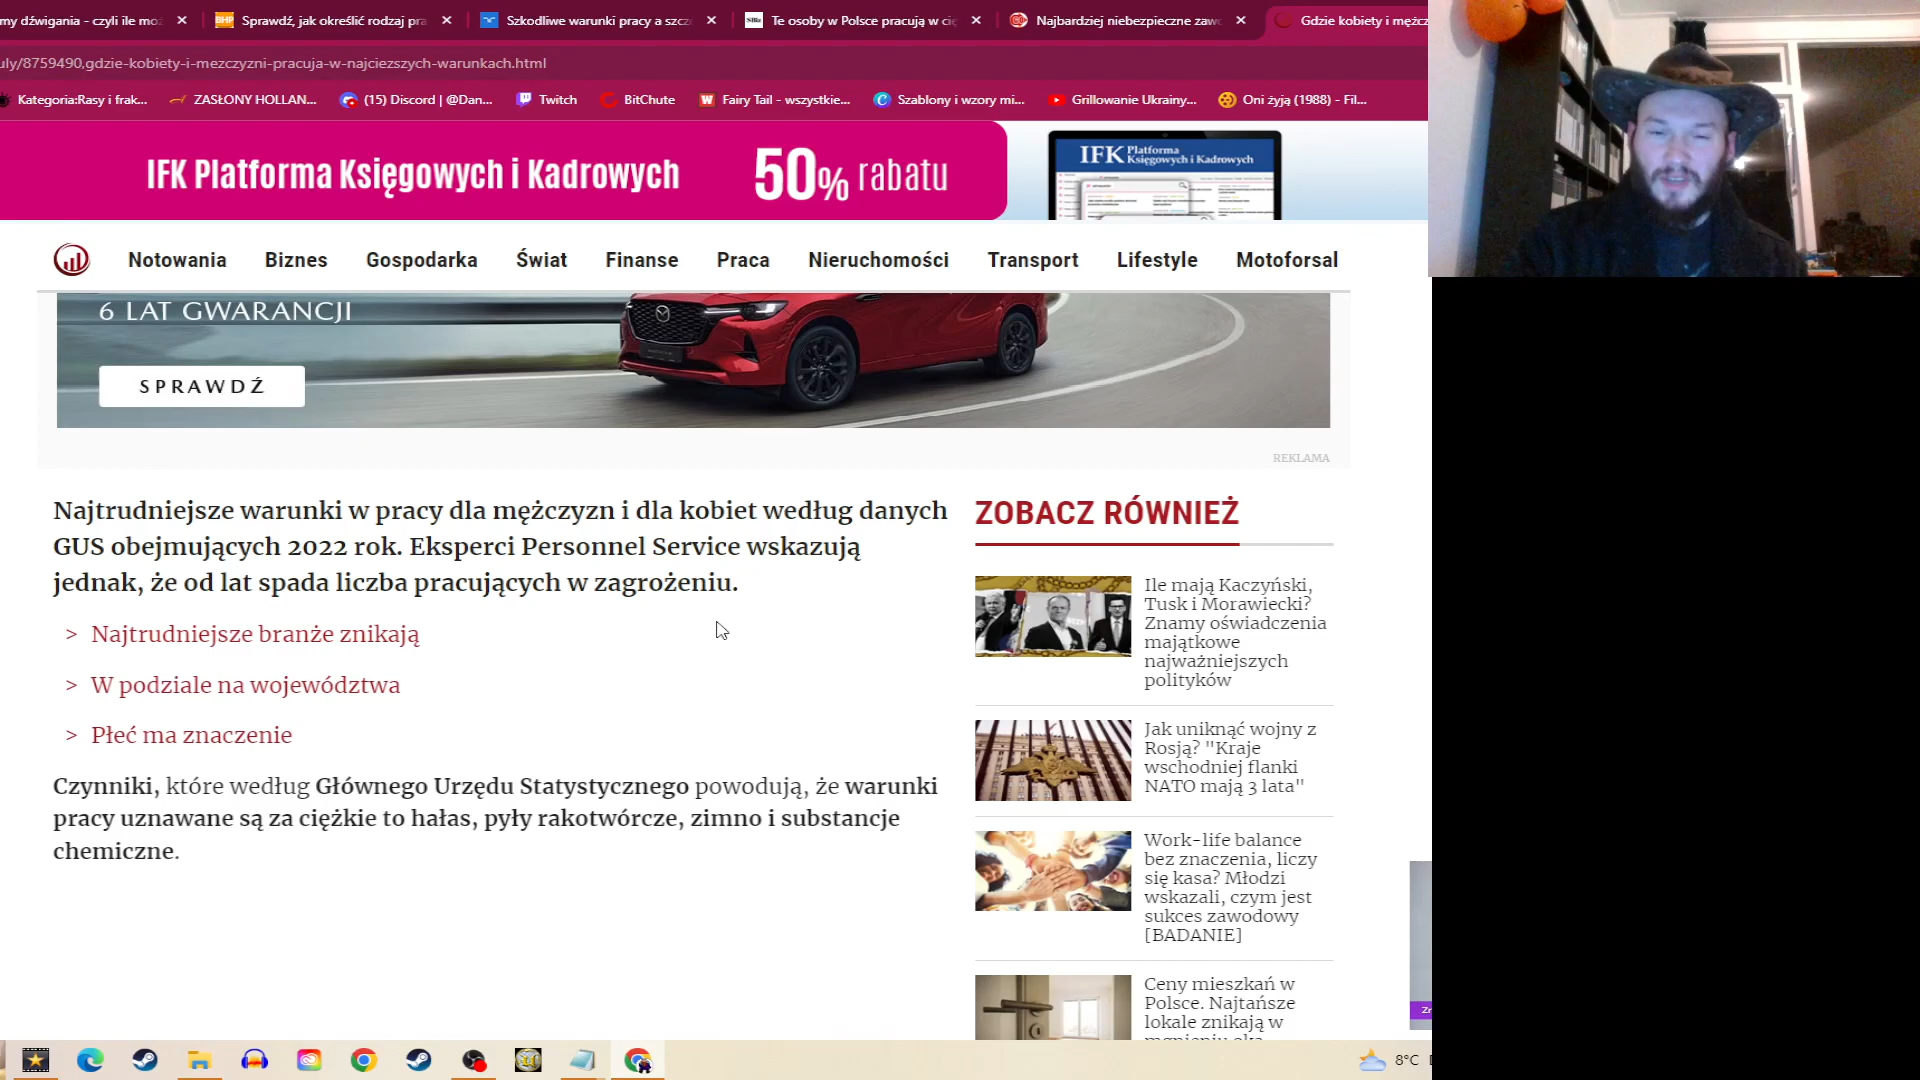 my dźwigania - czyli ile moż
Sprawdź, jak określić rodzaj pra
Szkodliwe warunki pracy a szcz
Te osoby w Polsce pracują w cię
Najbardziej niebezpieczne zaw
Gdzie kobiety i mężcz
uly/8759490,gdzie-kobiety-i-mezczyzni-pracuja-w-najciezszych-warunkach.html
Kategoria:Rasy i frak...
ZASŁONY HOLLAN...
(15) Discord | @Dan...
Twitch
BitChute
Fairy Tail - wszystkie...
Szablony i wzory mi...
Grillowanie Ukrainy...
Oni żyją (1988) - Fil...
IFK Platforma Księgowych i Kadrowych
50% rabatu
IFK Platforma
Księgowych i Kadrowych
Notowania
Biznes
Gospodarka
Świat
Finanse
Praca
Nieruchomości
Transport
Lifestyle
Motoforsal
6 LAT GWARANCJI
SPRAWDŹ
REKLAMA
Najtrudniejsze warunki w pracy dla mężczyzn i dla kobiet według danych
GUS obejmujących 2022 rok. Eksperci Personnel Service wskazują
jednak, że od lat spada liczba pracujących w zagrożeniu.
> Najtrudniejsze branże znikają
> W podziale na województwa
> Płeć ma znaczenie
Czynniki, które według Głównego Urzędu Statystycznego powodują, że warunki
pracy uznawane są za ciężkie to hałas, pyły rakotwórcze, zimno i substancje
chemiczne.
ZOBACZ RÓWNIEŻ
Ile mają Kaczyński,
Tusk i Morawiecki?
Znamy oświadczenia
majątkowe
najważniejszych
polityków
Jak uniknąć wojny z
Rosją? "Kraje
wschodniej flanki
NATO mają 3 lata"
Work-life balance
bez znaczenia, liczy
się kasa? Młodzi
wskazali, czym jest
sukces zawodowy
[BADANIE]
Ceny mieszkań w
Polsce. Najtańsze
lokale znikają w
mgnieniu oka
8°C